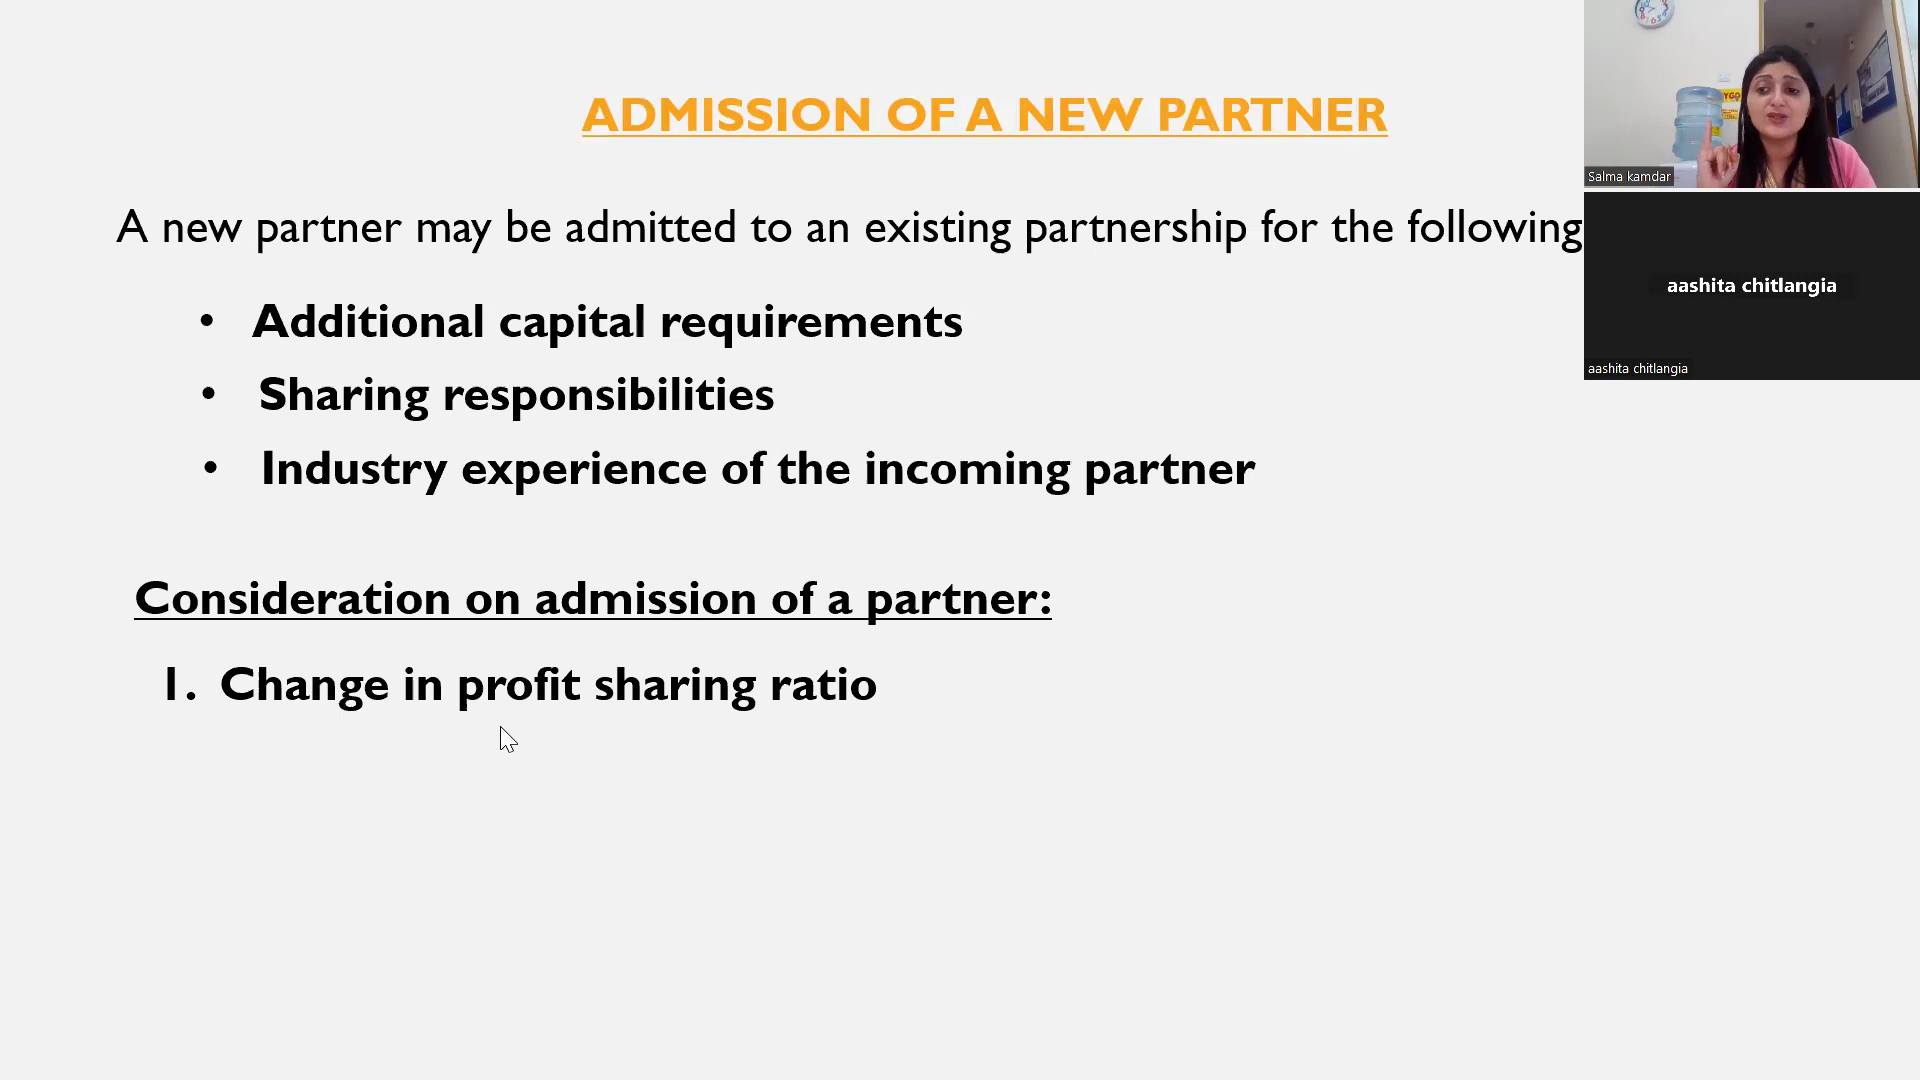 ADMISSION OF A NEW PARTNER
A new partner may be admitted to an existing partnership for the following
• Additional capital requirements
• Sharing responsibilities
• Industry experience of the incoming partner
Consideration on admission of a partner:
1. Change in profit sharing ratio
Salma kamdar
aashita chitlangia
aashita chitlangia